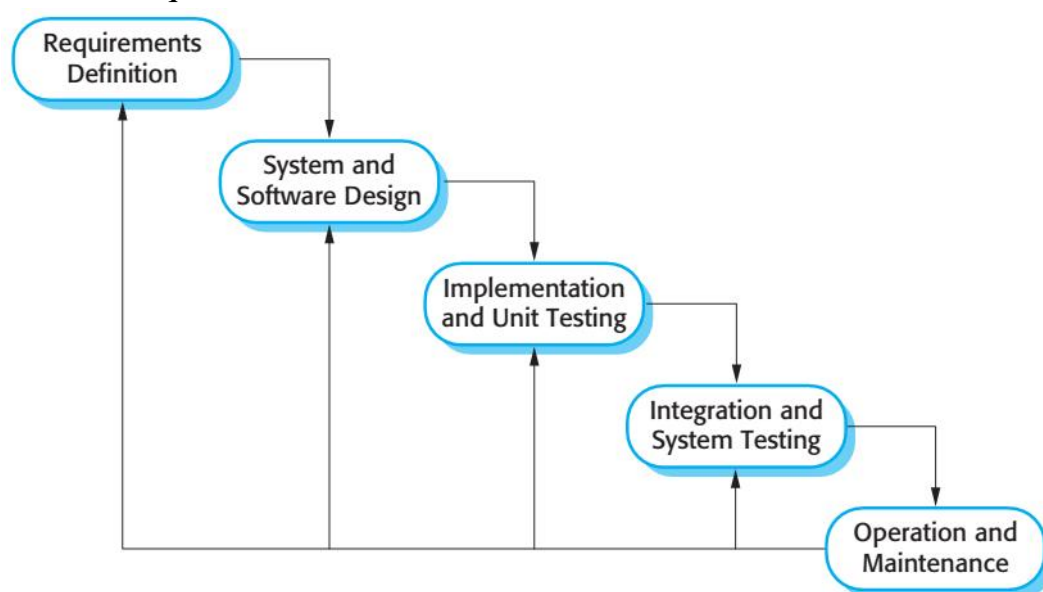 Requirements
Definition
System and
Software Design
Implementation
and Unit Testing
Integration and
System Testing
Operation and
Maintenance